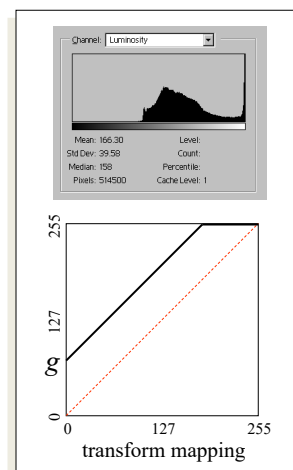 Channel: Luminosity
Mean: 166.30 Level:
Std Dev: 39.58 Count:
Median: 158 Percentile:
Pixels: 514500 Cache Level: 1
255
127
g
0
0 127 255
transform mapping